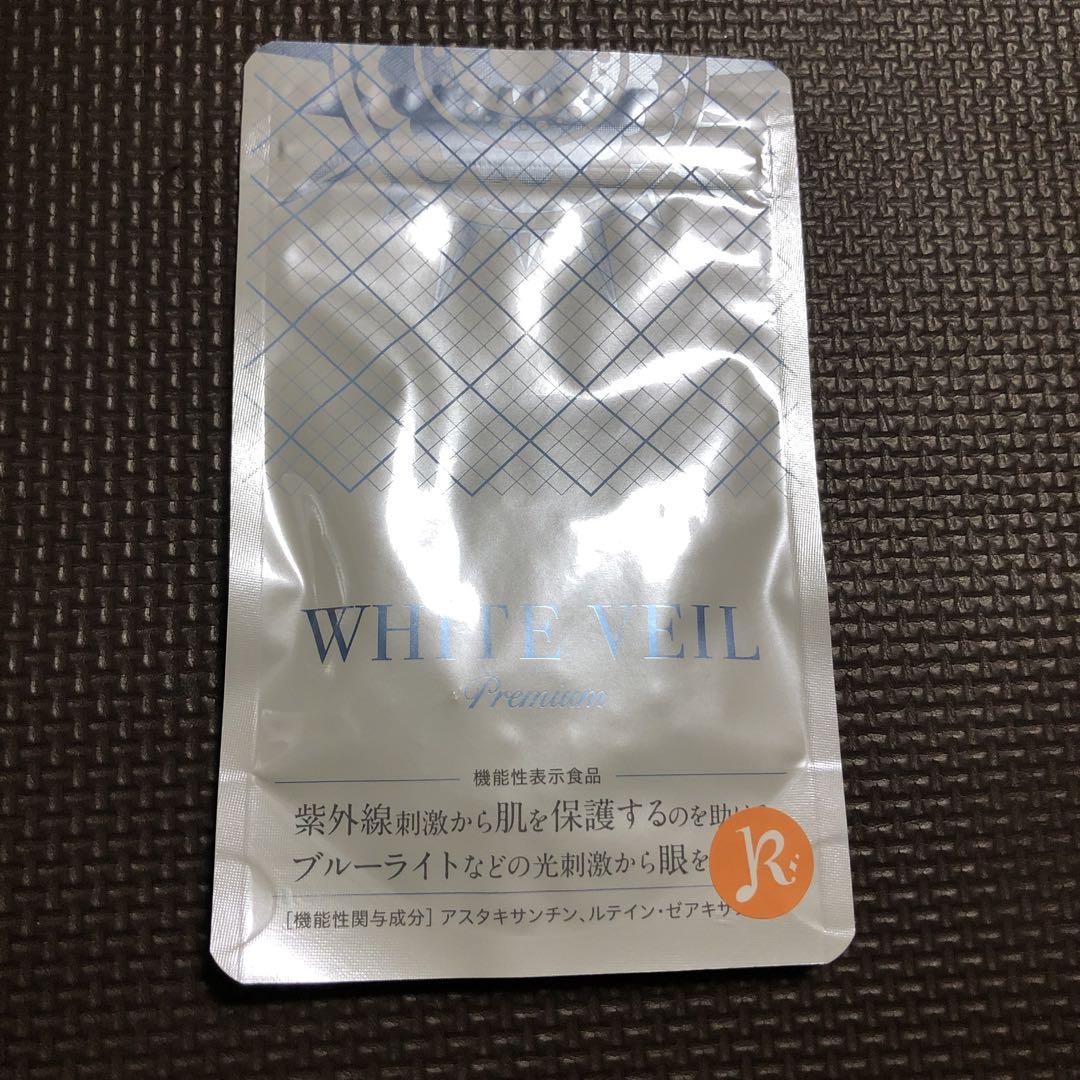 WHITE VEIL
Premium
機能性表示食品
紫外線刺激から肌を保護するのを助け
ブルーライトなどの光刺激から眼を
[機能性関与成分] アスタキサンチン、ルテイン・ゼアキサ
R